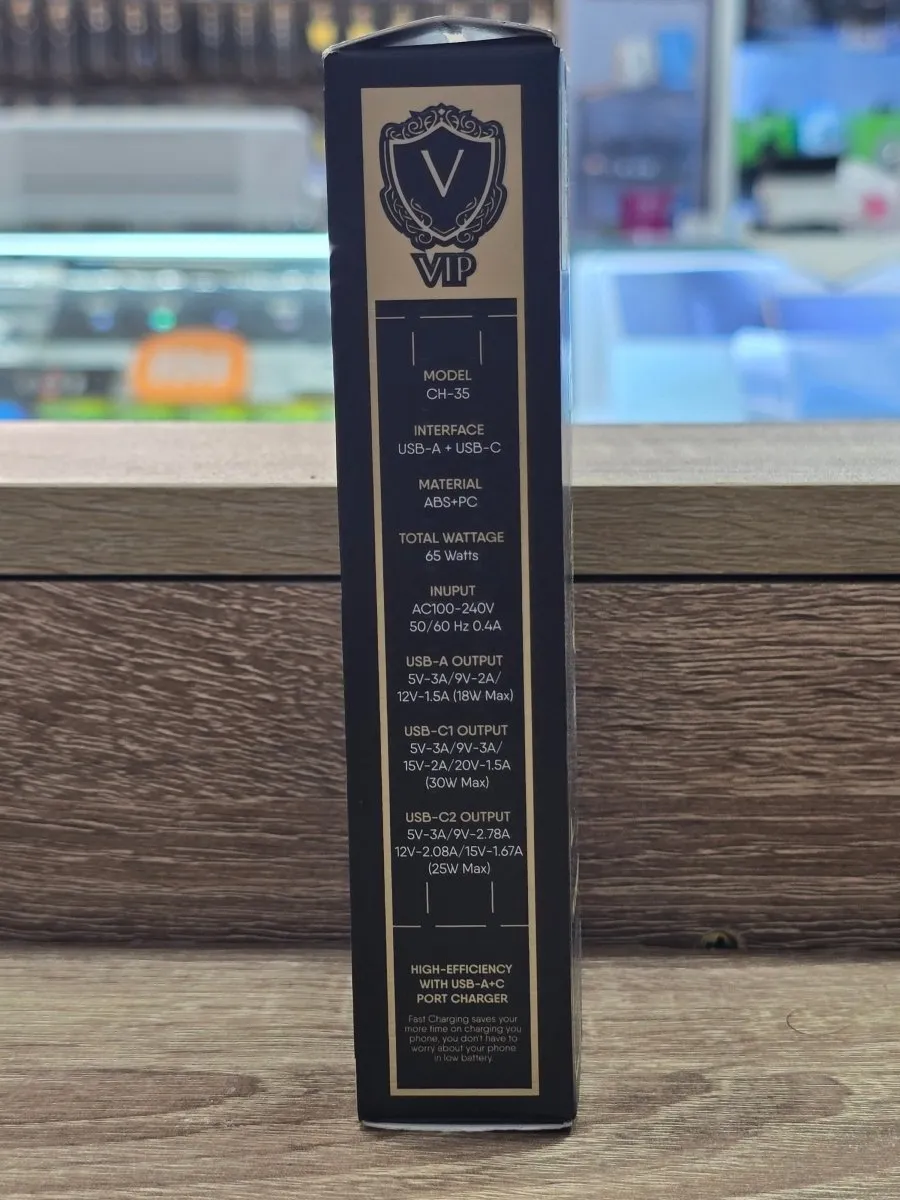 V
VIP
MODEL
CH-35
INTERFACE
USB-A + USB-C
MATERIAL
ABS+PC
TOTAL WATTAGE
65 Watts
INUPUT
AC100-240V
50/60 Hz 0.4A
USB-A OUTPUT
5V-3A/9V-2A/
12V-1.5A (18W Max)
USB-C1 OUTPUT
5V-3A/9V-3A/
15V-2A/20V-1.5A
(30W Max)
USB-C2 OUTPUT
5V-3A/9V-2.78A
12V-2.08A/15V-1.67A
(25W Max)
HIGH-EFFICIENCY
WITH USB-A+C
PORT CHARGER
Fast Charging saves your
more time on charging you
phone, you don't have to
worry about your phone
in low battery.